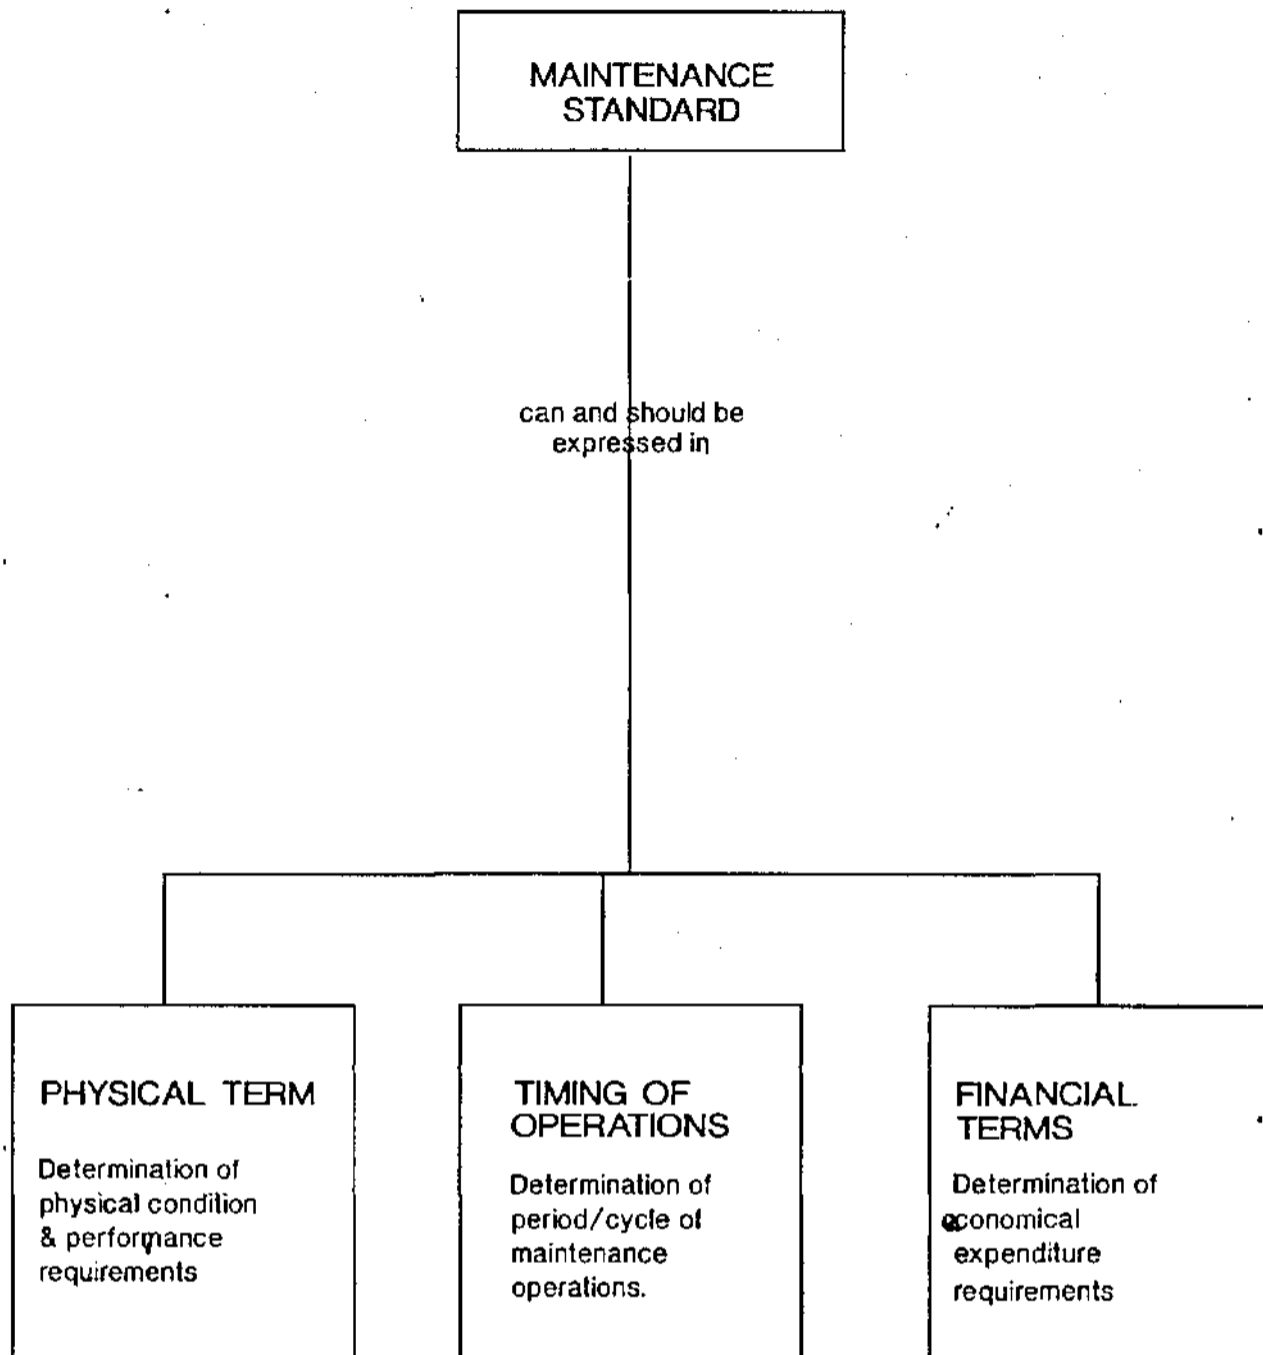 MAINTENANCE
STANDARD
can and should be
expressed in
PHYSICAL TERM
Determination of
physical condition
& performance
requirements
TIMING OF
OPERATIONS
Determination of
period/cycle of
maintenance
operations.
FINANCIAL
TERMS
Determination of
economical
expenditure
requirements